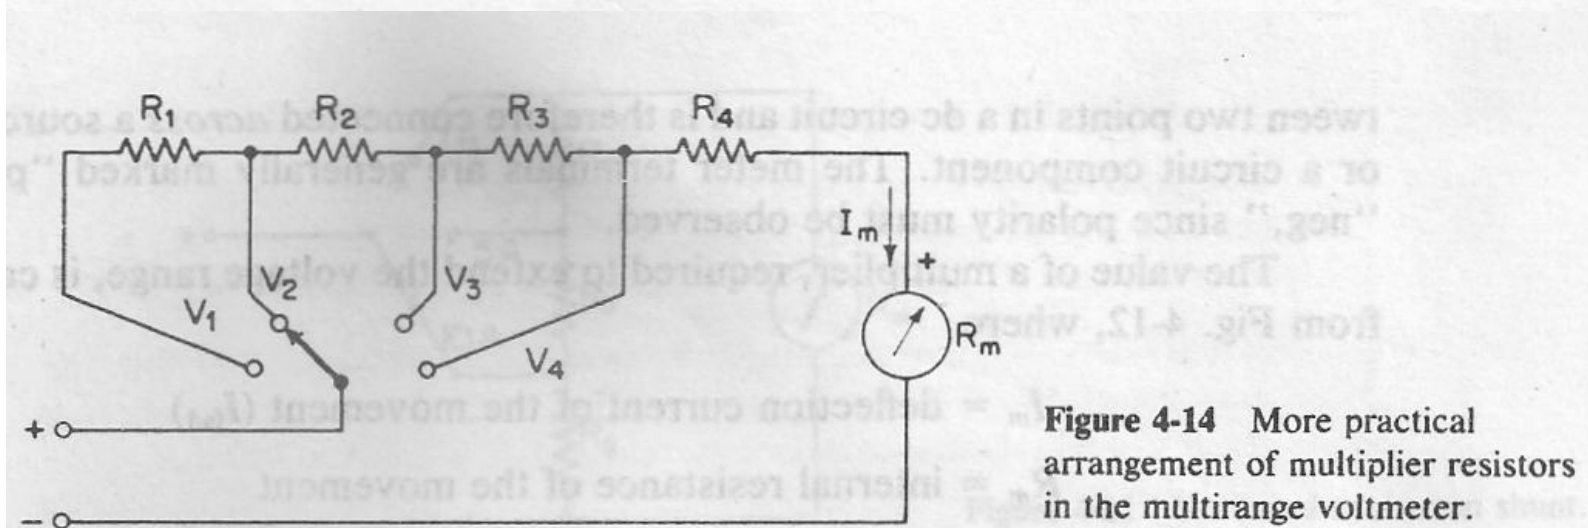 R1 R2 R3 R4
Im
+
V2 V3
V1
Rm
V4
+
−
Figure 4-14 More practical
arrangement of multiplier resistors
in the multirange voltmeter.